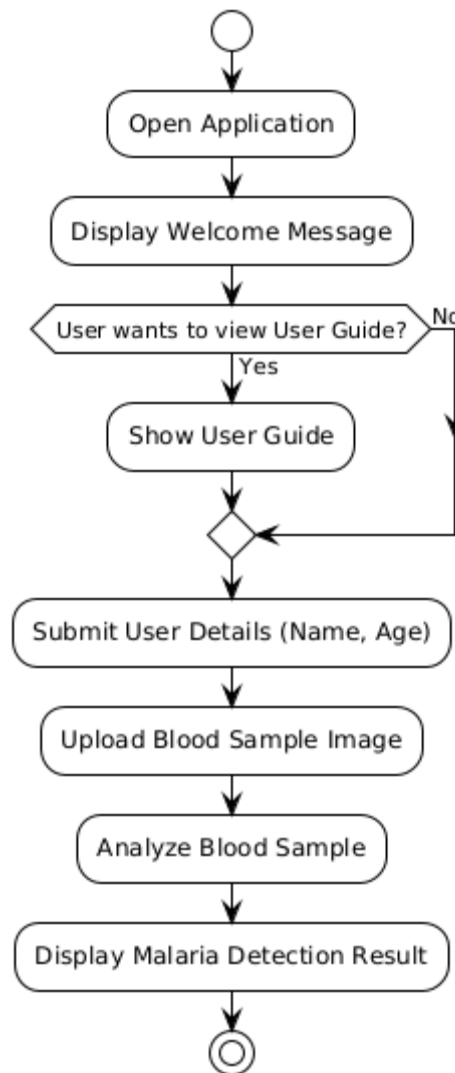 Open Application
Display Welcome Message
User wants to view User Guide?
No
Yes
Show User Guide
Submit User Details (Name, Age)
Upload Blood Sample Image
Analyze Blood Sample
Display Malaria Detection Result